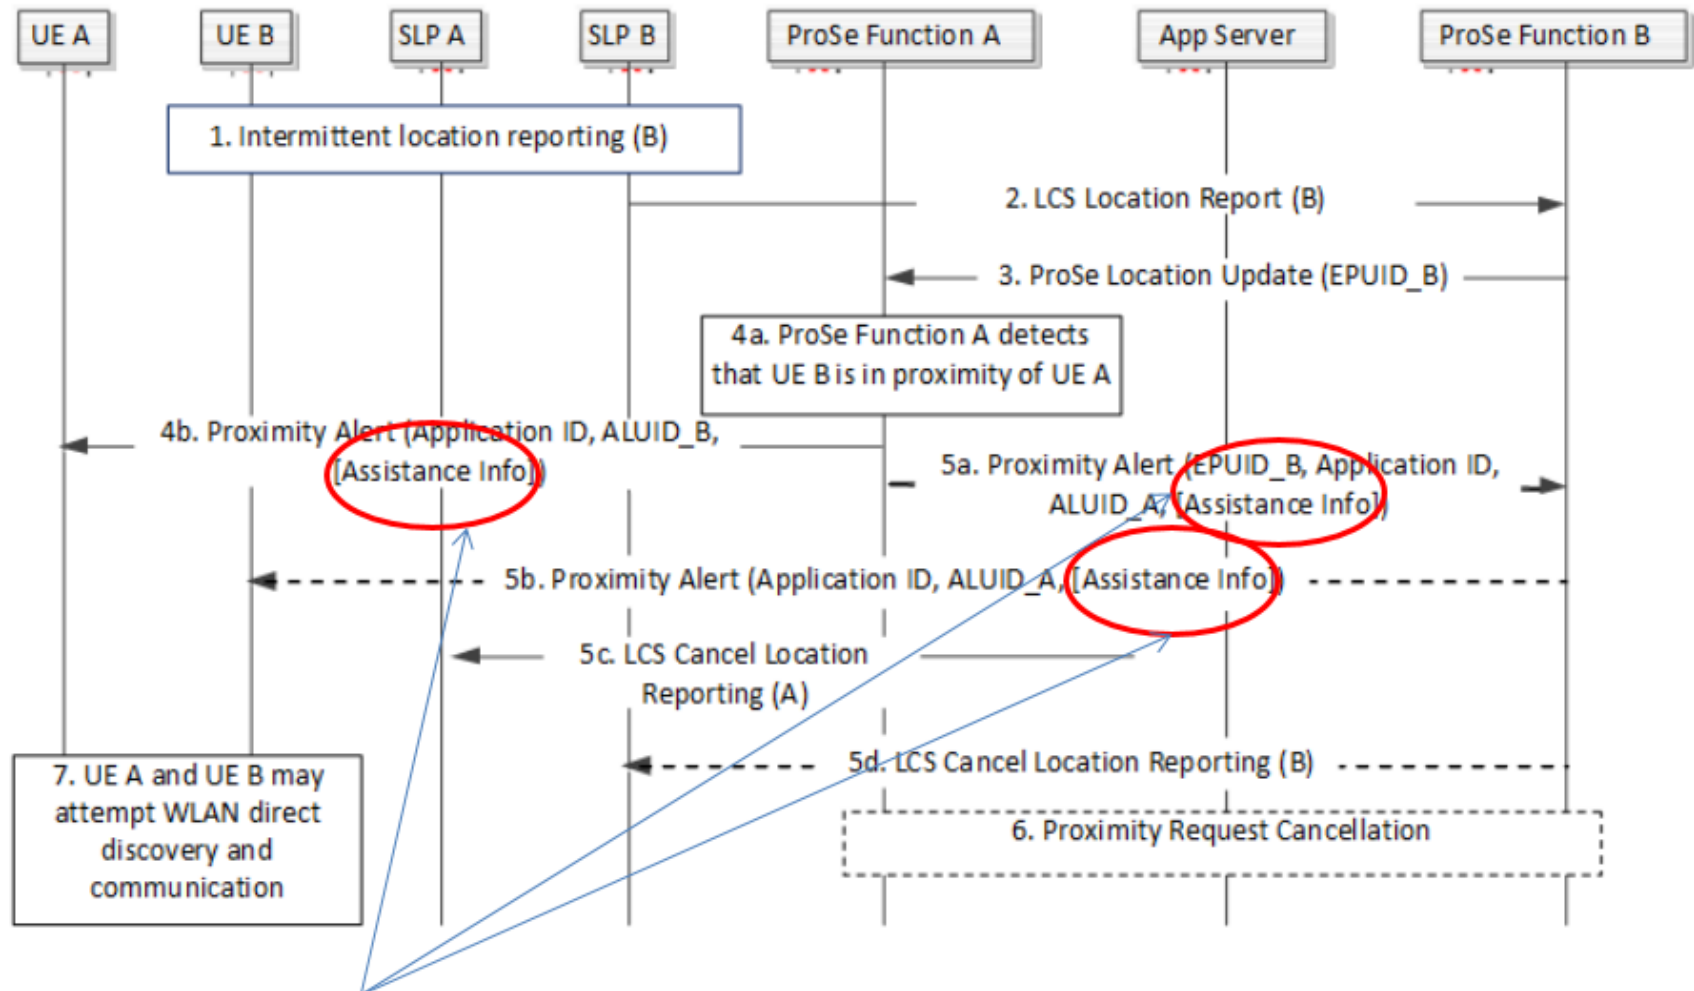 UE A
UE B
SLP A
SLP B
ProSe Function A
App Server
ProSe Function B
1. Intermittent location reporting (B)
2. LCS Location Report (B)
3. ProSe Location Update (EPUID_B)
4a. ProSe Function A detects
that UE B is in proximity of UE A
4b. Proximity Alert (Application ID, ALUID_B,
[Assistance Info])
5a. Proximity Alert (EPUID_B, Application ID,
ALUID_A, [Assistance Info])
5b. Proximity Alert (Application ID, ALUID_A, [Assistance Info])
5c. LCS Cancel Location
Reporting (A)
5d. LCS Cancel Location Reporting (B)
6. Proximity Request Cancellation
7. UE A and UE B may
attempt WLAN direct
discovery and
communication